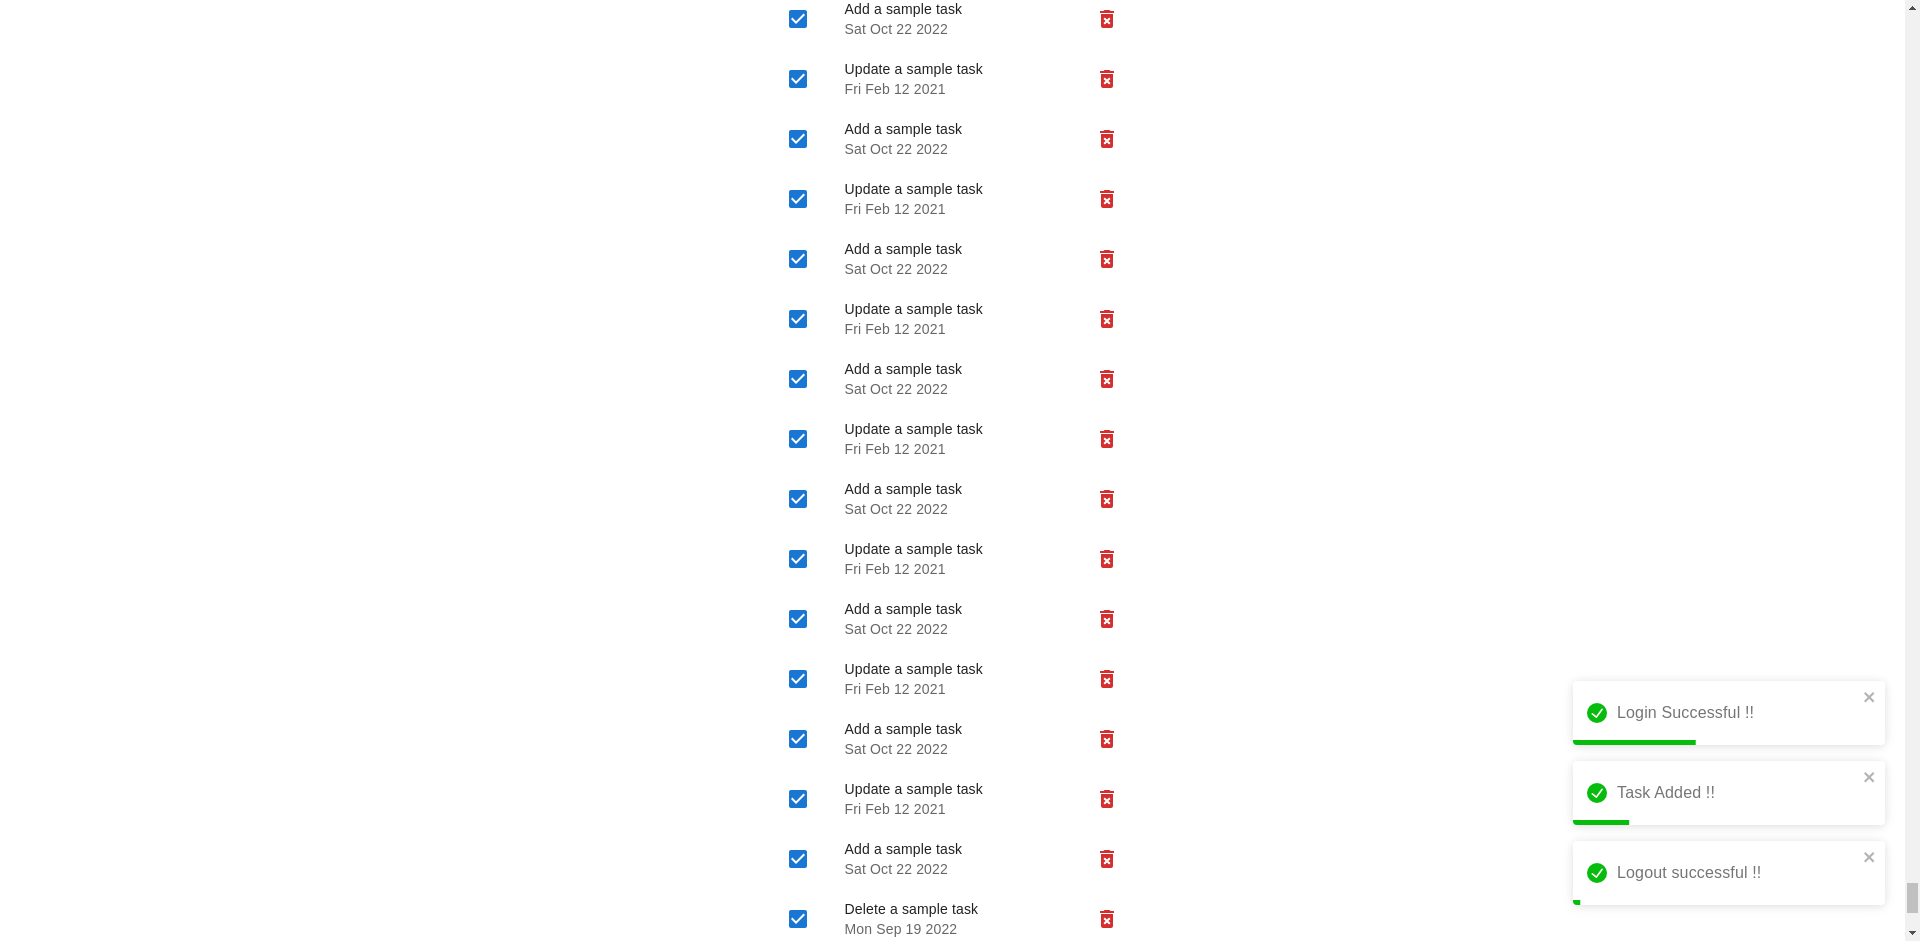 Add a sample task
Sat Oct 22 2022
Update a sample task
Fri Feb 12 2021
Add a sample task
Sat Oct 22 2022
Update a sample task
Fri Feb 12 2021
Add a sample task
Sat Oct 22 2022
Update a sample task
Fri Feb 12 2021
Add a sample task
Sat Oct 22 2022
Update a sample task
Fri Feb 12 2021
Add a sample task
Sat Oct 22 2022
Update a sample task
Fri Feb 12 2021
Add a sample task
Sat Oct 22 2022
Update a sample task
Fri Feb 12 2021
Add a sample task
Sat Oct 22 2022
Update a sample task
Fri Feb 12 2021
Add a sample task
Sat Oct 22 2022
Delete a sample task
Mon Sep 19 2022
Login Successful !!
Task Added !!
Logout successful !!